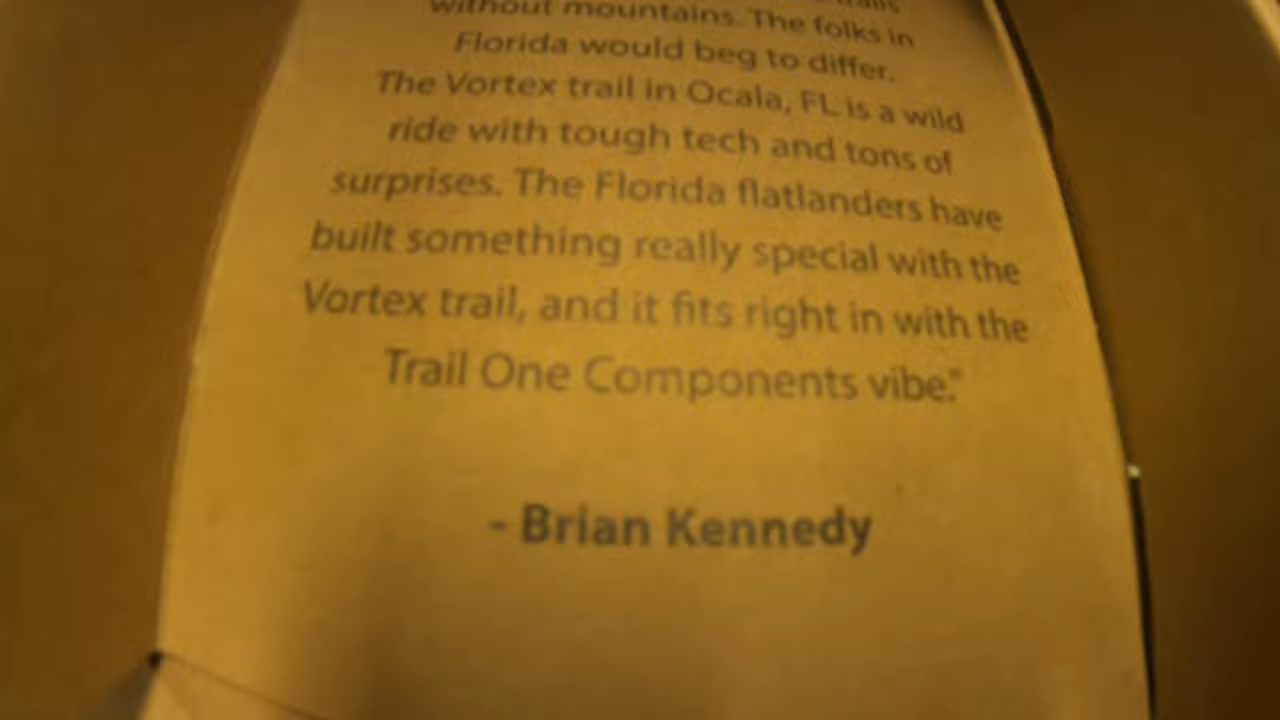 trails
without mountains. The folks in
Florida would beg to differ.
The Vortex trail in Ocala, FL is a wild
ride with tough tech and tons of
surprises. The Florida flatlanders have
built something really special with the
Vortex trail, and it fits right in with the
Trail One Components vibe."
- Brian Kennedy